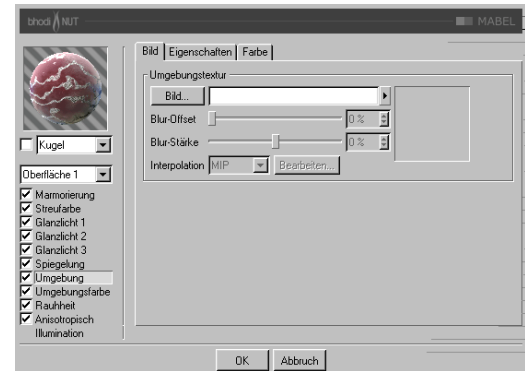 bhodi NUT
MABEL
Bild Eigenschaften Farbe
Umgebungstextur
Bild...
Blur-Offset 0 %
Blur-Stärke 0 %
Interpolation MIP Bearbeiten...
Kugel
Oberfläche 1
Marmorierung
Streufarbe
Glanzlicht 1
Glanzlicht 2
Glanzlicht 3
Spiegelung
Umgebung
Umgebungsfarbe
Rauhheit
Anisotropisch
Illumination
OK Abbruch